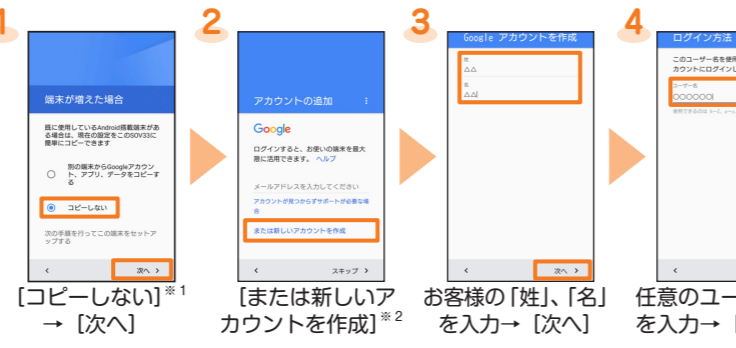 1
端末が増えた場合
既に使用しているAndroid搭載端末があ
る場合は、現在の設定をこのSOV33に
簡単にコピーできます
別の端末からGoogleアカウン
ト、アプリ、データをコピーす
る
コピーしない
次の手順を行ってこの端末をセットア
ップする
次へ
[コピーしない]※1
→ [次へ]
2
アカウントの追加
Google
ログインすると、お使いの端末を最大
限に活用できます。 ヘルプ
メールアドレスを入力してください
アカウントが見つからずサポートが必要な場
合
または新しいアカウントを作成
スキップ
[または新しいア
カウントを作成]※2
3
Google アカウントを作成
姓
△△
名
△△
次へ
お客様の「姓」、「名」
を入力→ [次へ]
4
ログイン方法
このユーザー名を使用
カウントにログインし
ユーザー名
〇〇〇〇〇〇
任意のユー
を入力→ [